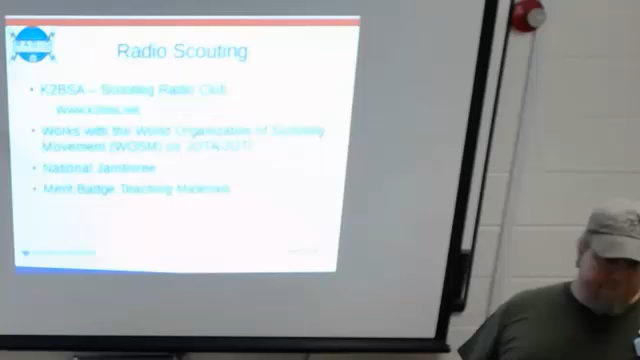 Radio Scouting
• K2BSA – Scouting Radio Club
www.k2bsa.net
• Works with the World Organization of Scouting
Movement (WOSM) on JOTA-JOTI
• National Jamboree
• Merit Badge Teaching Materials